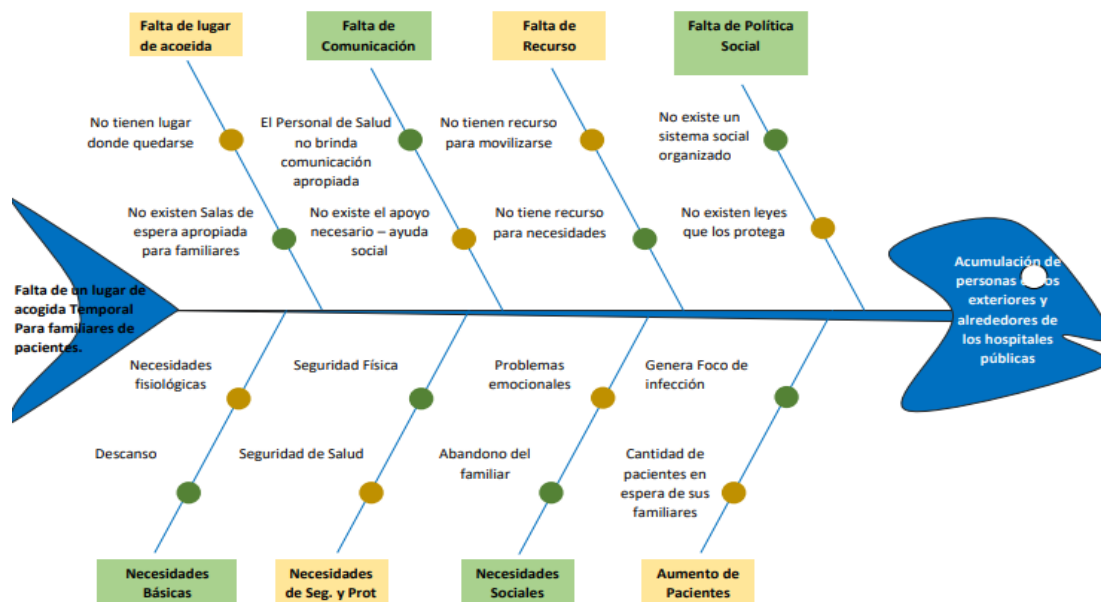 Falta de lugar
de acogida
Falta de
Comunicación
Falta de
Recurso
Falta de Política
Social
No tienen lugar
donde quedarse
El Personal de Salud
no brinda
comunicación
apropiada
No tienen recurso
para movilizarse
No existe un
sistema social
organizado
No existen Salas de
espera apropiada
para familiares
No existe el apoyo
necesario – ayuda
social
No tiene recurso
para necesidades
No existen leyes
que los protega
Falta de un lugar de
acogida Temporal
Para familiares de
pacientes.
Acumulación de
personas
exteriores y
alrededores de
los hospitales
públicas
Necesidades
fisiológicas
Seguridad Física
Problemas
emocionales
Genera Foco de
infección
Descanso
Seguridad de Salud
Abandono del
familiar
Cantidad de
pacientes en
espera de sus
familiares
Necesidades
Básicas
Necesidades
de Seg. y Prot
Necesidades
Sociales
Aumento de
Pacientes